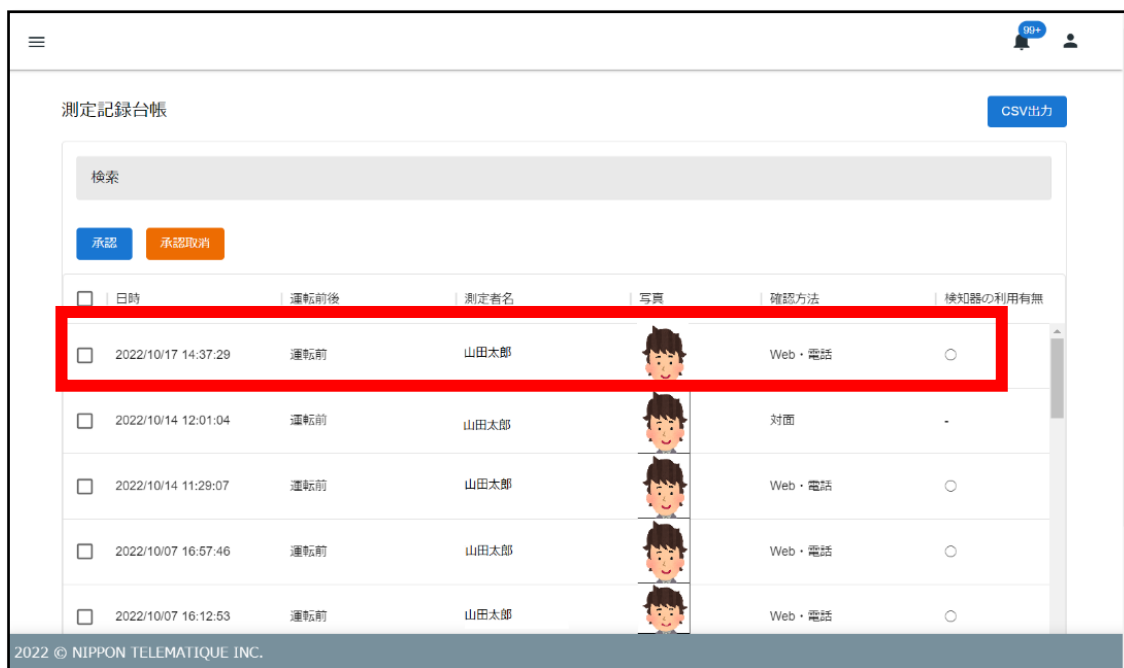 99+
測定記録台帳
CSV出力
検索
承認 承認取消
日時 運転前後 測定者名 写真 確認方法 検知器の利用有無
2022/10/17 14:37:29 運転前 山田太郎 Web・電話 〇
2022/10/14 12:01:04 運転前 山田太郎 対面 -
2022/10/14 11:29:07 運転前 山田太郎 Web・電話 〇
2022/10/07 16:57:46 運転前 山田太郎 Web・電話 〇
2022/10/07 16:12:53 運転前 山田太郎 Web・電話 〇
2022 © NIPPON TELEMATIQUE INC.